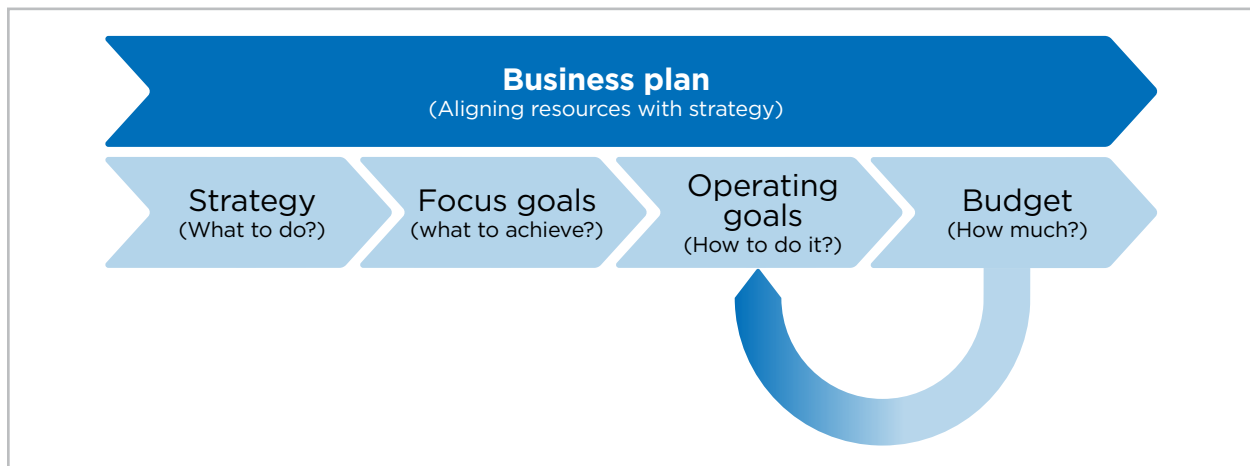 Business plan
(Aligning resources with strategy)
Strategy
(What to do?)
Focus goals
(what to achieve?)
Operating
goals
(How to do it?)
Budget
(How much?)